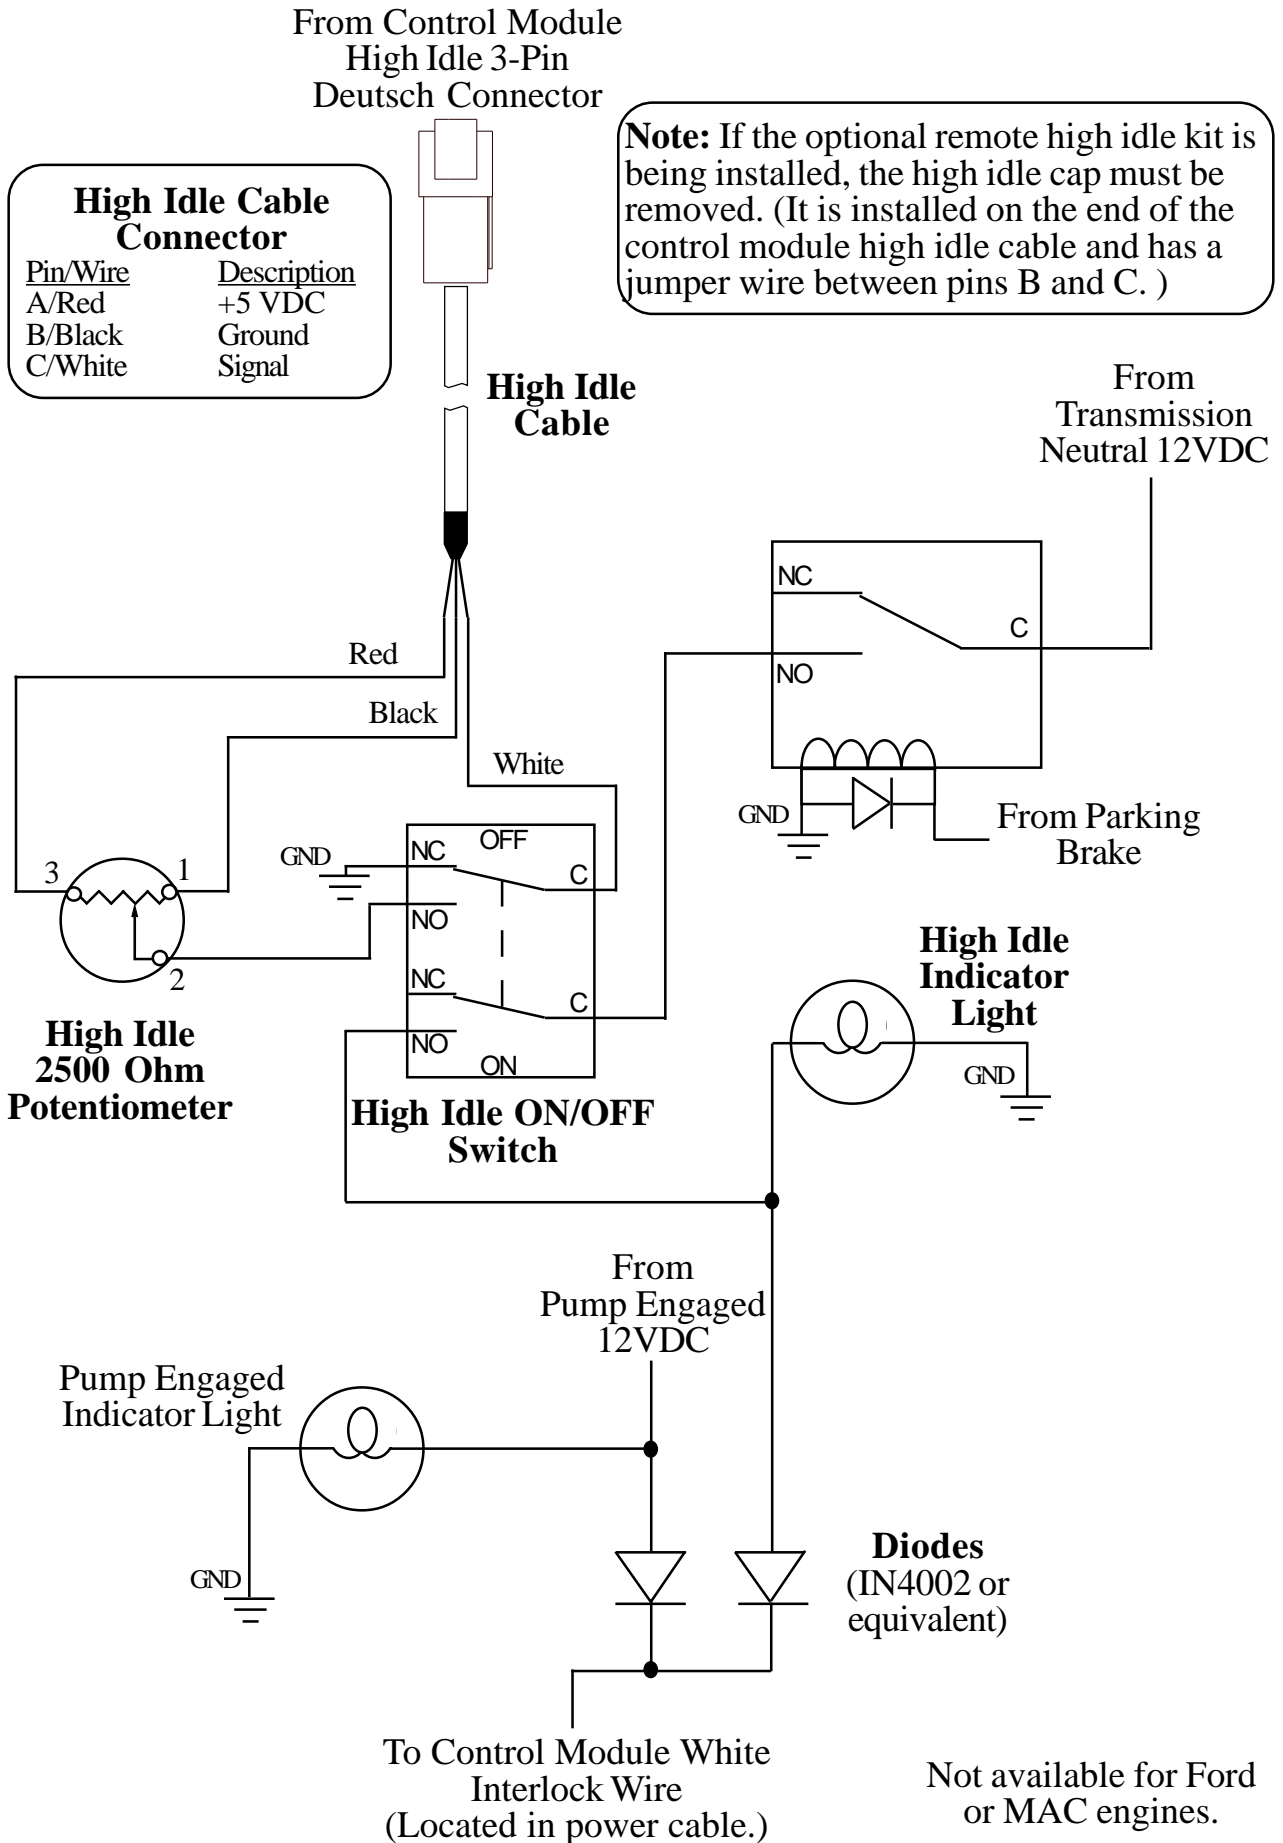 From Control Module
High Idle 3-Pin
Deutsch Connector
Note: If the optional remote high idle kit is
being installed, the high idle cap must be
removed. (It is installed on the end of the
control module high idle cable and has a
jumper wire between pins B and C. )
High Idle Cable
Connector
Pin/Wire Description
A/Red +5 VDC
B/Black Ground
C/White Signal
High Idle
Cable
From
Transmission
Neutral 12VDC
NC
C
NO
Red
Black
White
GND
From Parking
Brake
OFF
GND
NC
C
NO
NC
C
NO
ON
3
1
2
High Idle
2500 Ohm
Potentiometer
High Idle ON/OFF
Switch
High Idle
Indicator
Light
GND
From
Pump Engaged
12VDC
Pump Engaged
Indicator Light
GND
Diodes
(IN4002 or
equivalent)
To Control Module White
Interlock Wire
(Located in power cable.)
Not available for Ford
or MAC engines.